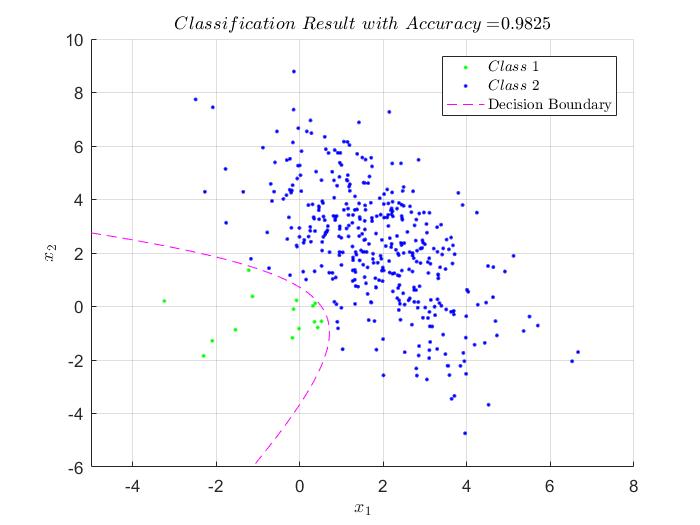 Classification Result with Accuracy =0.9825
10
8
6
4
2
0
-2
-4
-6
x2
Class 1
Class 2
Decision Boundary
-4 -2 0 2 4 6 8
x1